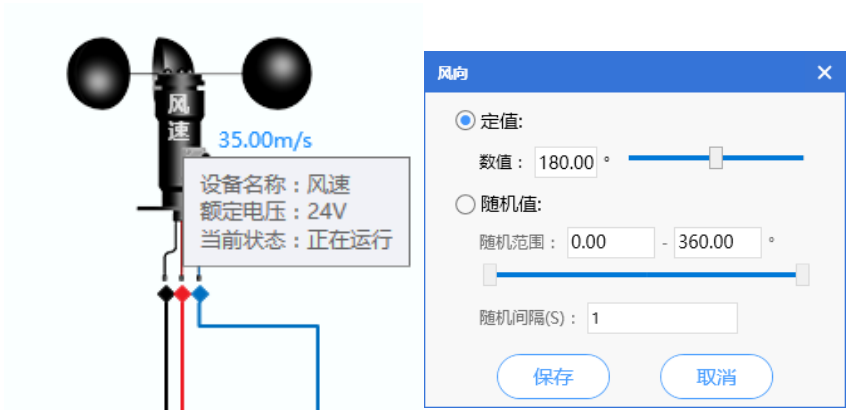 风
速
35.00m/s
设备名称：风速
额定电压：24V
当前状态：正在运行
风向
定值:
数值： 180.00 °
随机值:
随机范围： 0.00 - 360.00 °
随机间隔(S)： 1
保存 取消